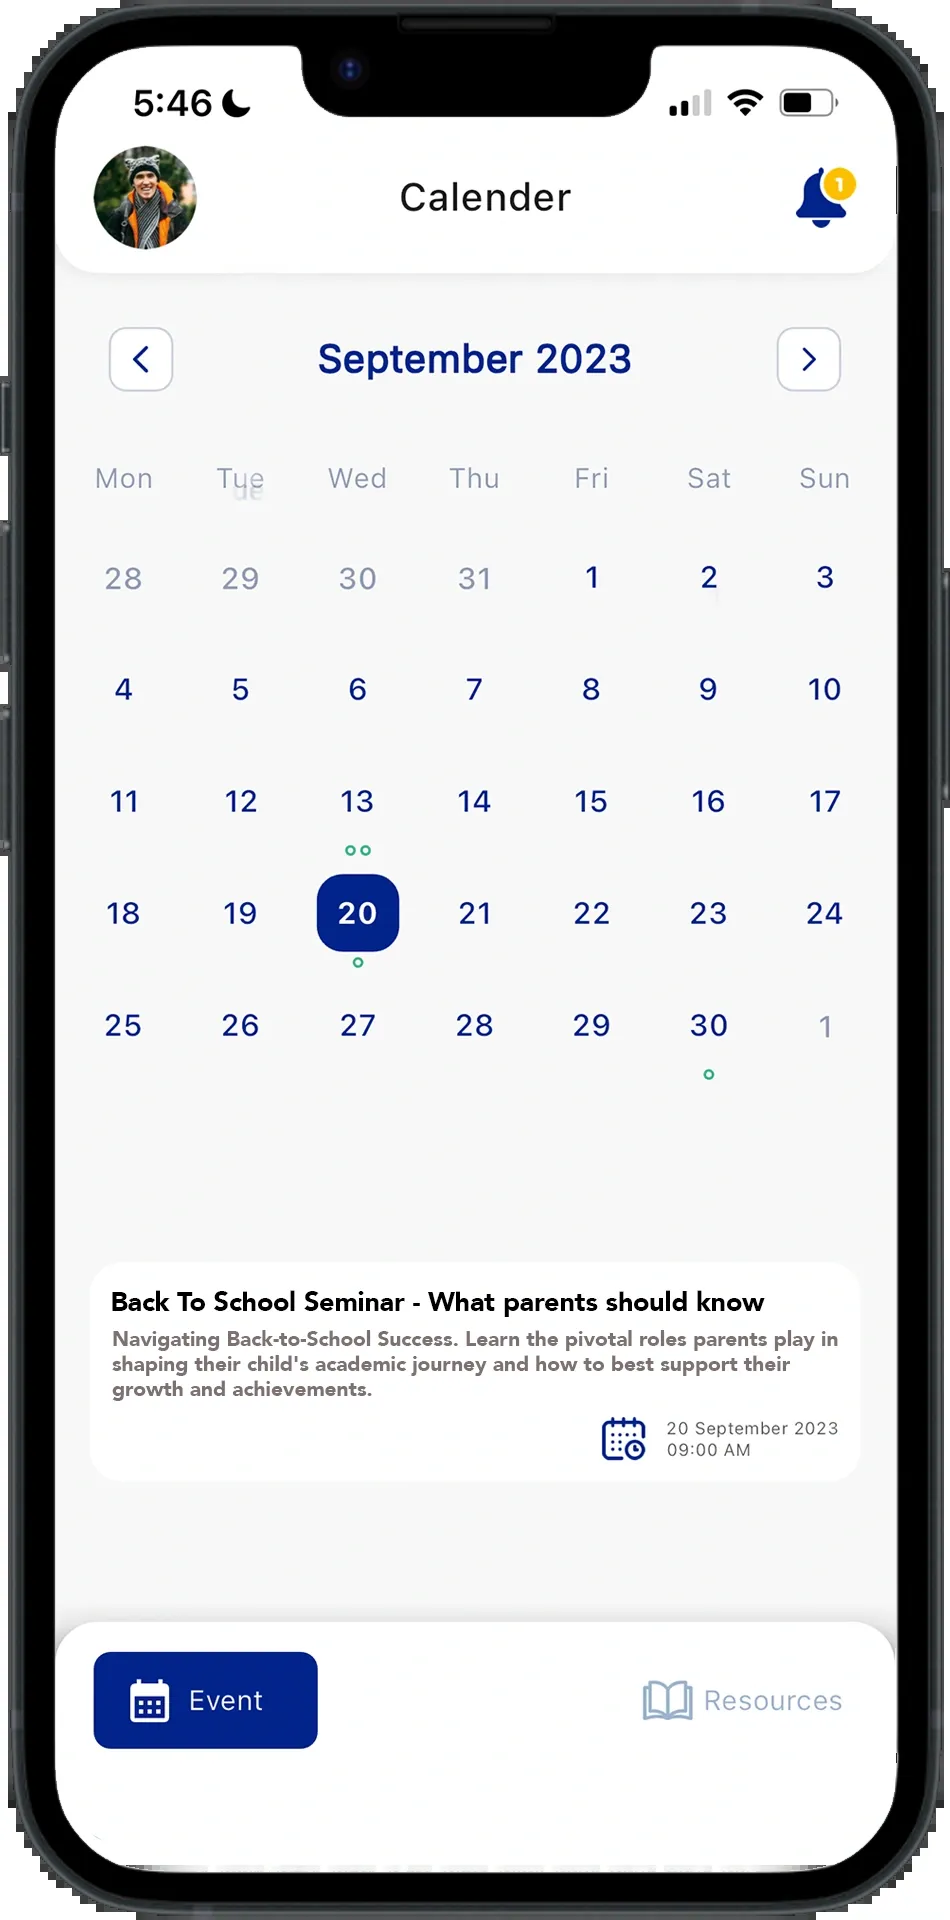 5:46
Calender
1
September 2023
Mon Tue Wed Thu Fri Sat Sun
28 29 30 31 1 2 3
4 5 6 7 8 9 10
11 12 13 14 15 16 17
18 19 20 21 22 23 24
25 26 27 28 29 30 1
Back To School Seminar - What parents should know
Navigating Back-to-School Success. Learn the pivotal roles parents play in
shaping their child's academic journey and how to best support their
growth and achievements.
20 September 2023
09:00 AM
Event
Resources